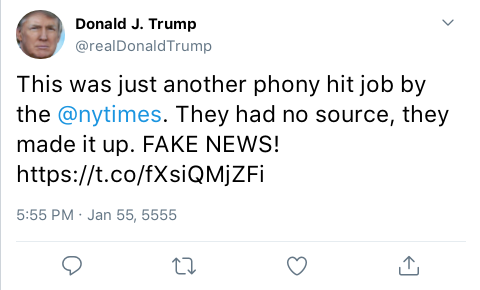 Donald J. Trump
@realDonaldTrump
This was just another phony hit job by
the @nytimes. They had no source, they
made it up. FAKE NEWS!
https://t.co/fXsiQMjZFi
5:55 PM · Jan 55, 5555